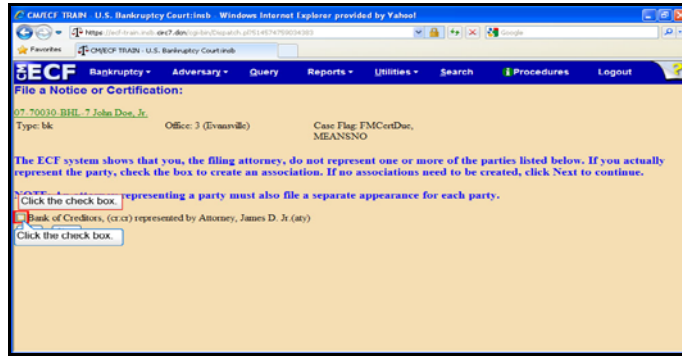 CM/ECF TRAIN - U.S. Bankruptcy Court:insb - Windows Internet Explorer provided by Yahoo!
Google
Favorites
CM/ECF TRAIN - U.S. Bankruptcy Court:insb
ECF Bankruptcy Adversary Query Reports Utilities Search Procedures Logout ?
File a Notice or Certification:
07-70030-BHL-7 John Doe, Jr.
Type: bk Office: 3 (Evansville) Case Flag: FMCertDue,
MEANSNO
The ECF system shows that you, the filing attorney, do not represent one or more of the parties listed below. If you actually
represent the party, check the box to create an association. If no associations need to be created, click Next to continue.
NOTE: An attorney representing a party must also file a separate appearance for each party.
Click the check box.
Bank of Creditors, (cr:cr) represented by Attorney, James D. Jr.(aty)
Click the check box.